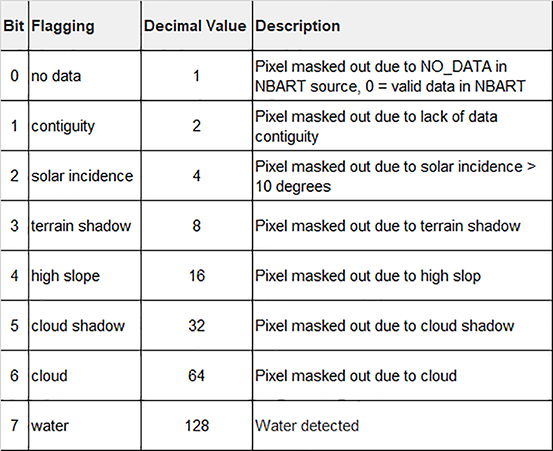 Bit Flagging Decimal Value Description
0 no data 1 Pixel masked out due to NO_DATA in
NBART source, 0 = valid data in NBART
1 contiguity 2 Pixel masked out due to lack of data
contiguity
2 solar incidence 4 Pixel masked out due to solar incidence >
10 degrees
3 terrain shadow 8 Pixel masked out due to terrain shadow
4 high slope 16 Pixel masked out due to high slop
5 cloud shadow 32 Pixel masked out due to cloud shadow
6 cloud 64 Pixel masked out due to cloud
7 water 128 Water detected